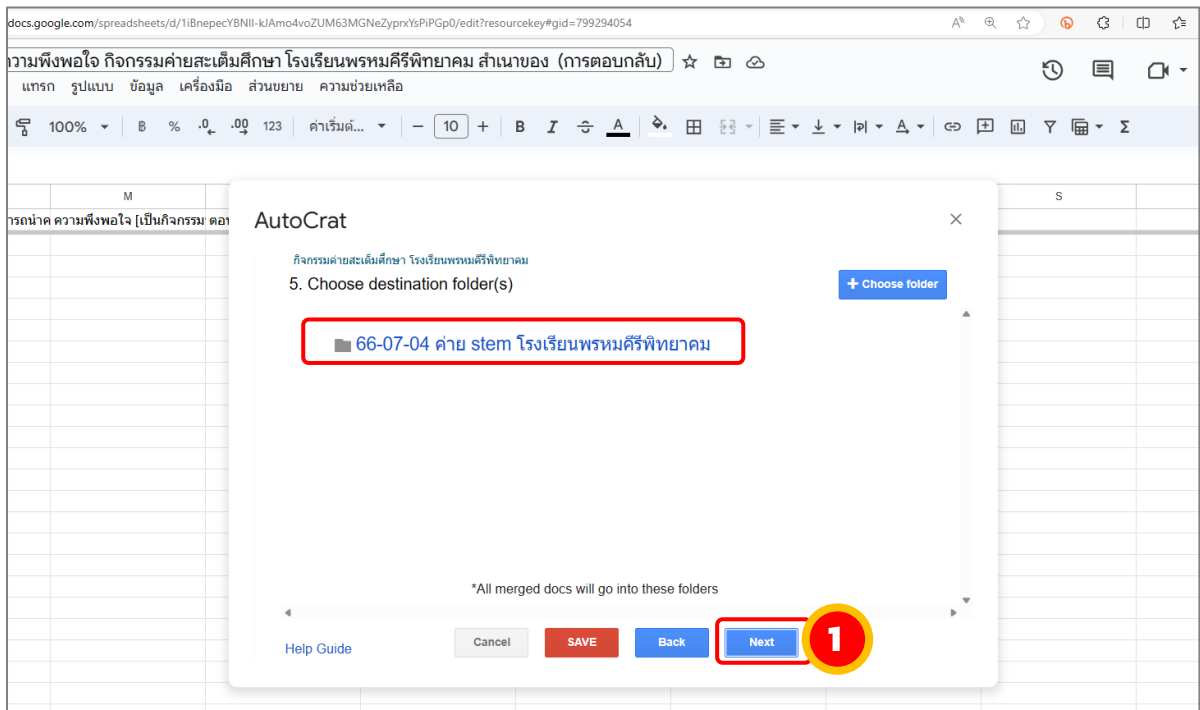 docs.google.com/spreadsheets/d/1iBnepecYBNlI-kJAmo4voZUM63MGNeZyprxYsPiPGp0/edit?resourcekey#gid=799294054
ความพึงพอใจ กิจกรรมค่ายสะเต็มศึกษา โรงเรียนพรหมคีรีพิทยาคม สำเนาของ (การตอบกลับ)
แทรก รูปแบบ ข้อมูล เครื่องมือ ส่วนขยาย ความช่วยเหลือ
100% ฿ % .0 .00 123 ค่าเริ่มต้... − 10 + B I S A Σ
M S
ารถนำค ความพึงพอใจ [เป็นกิจกรรม ตอบ
AutoCrat
กิจกรรมค่ายสะเต็มศึกษา โรงเรียนพรหมคีรีพิทยาคม
5. Choose destination folder(s)
+ Choose folder
66-07-04 ค่าย stem โรงเรียนพรหมคีรีพิทยาคม
*All merged docs will go into these folders
Help Guide Cancel SAVE Back Next 1